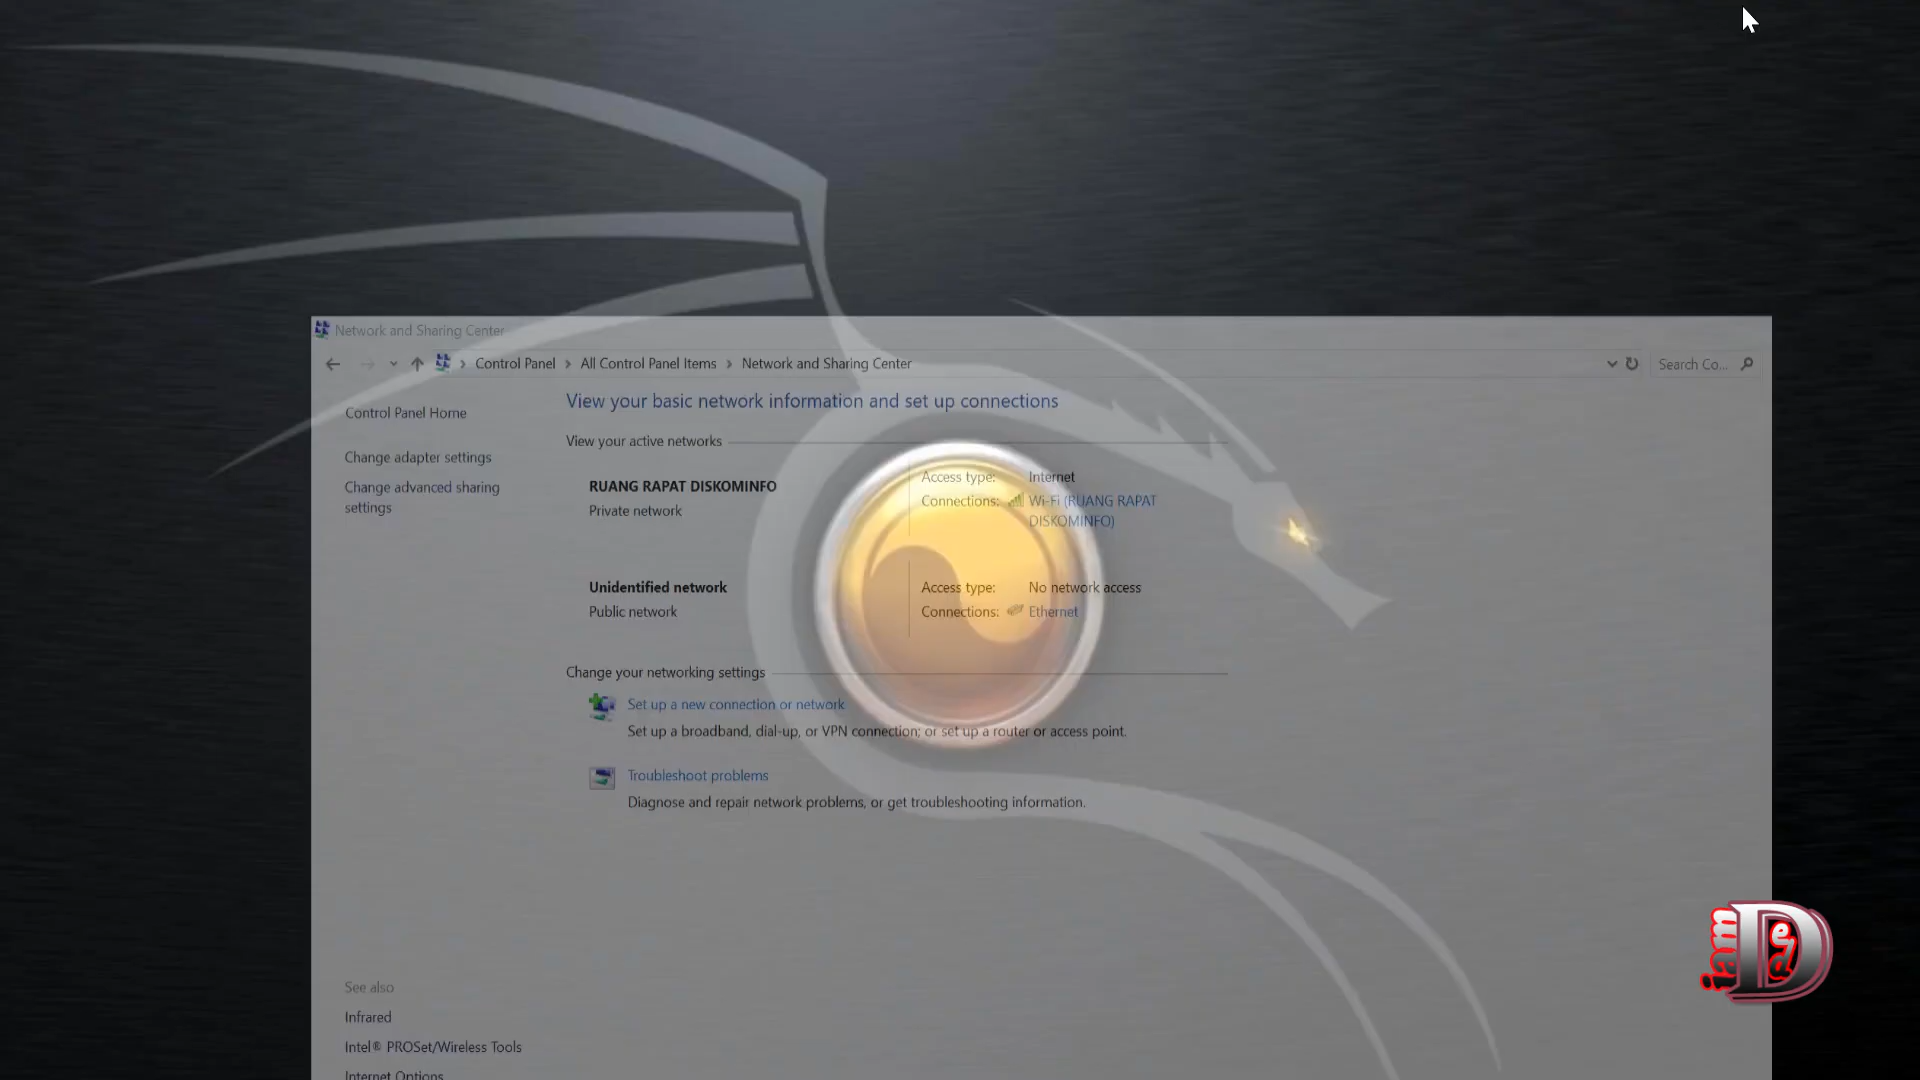 Network and Sharing Center
Control Panel
All Control Panel Items
Network and Sharing Center
Search Co...
Control Panel Home
Change adapter settings
Change advanced sharing
settings
View your basic network information and set up connections
View your active networks
RUANG RAPAT DISKOMINFO
Private network
Access type: Internet
Connections: Wi-Fi (RUANG RAPAT
DISKOMINFO)
Unidentified network
Public network
Access type: No network access
Connections: Ethernet
Change your networking settings
Set up a new connection or network
Set up a broadband, dial-up, or VPN connection; or set up a router or access point.
Troubleshoot problems
Diagnose and repair network problems, or get troubleshooting information.
See also
Infrared
Intel® PROSet/Wireless Tools
Internet Options